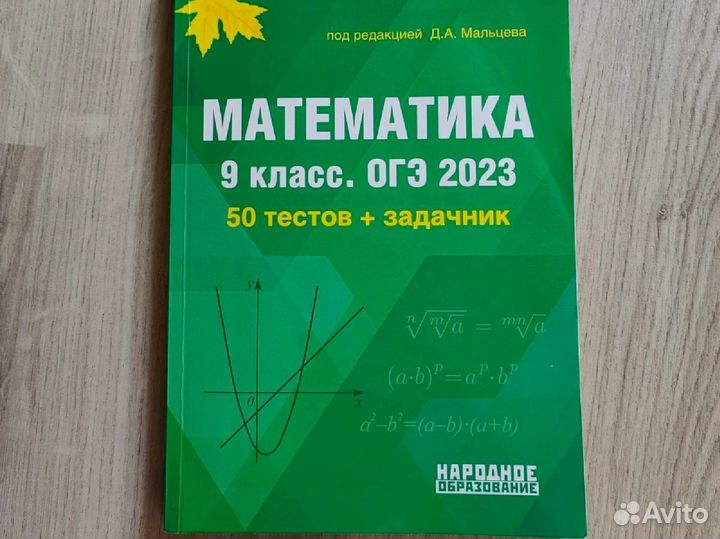 под редакцией Д.А. Мальцева
МАТЕМАТИКА
9 класс. ОГЭ 2023
50 тестов + задачник
y
0
x
ⁿ√(ᵐ√a) = ᵐⁿ√a
(a·b)ᵖ=aᵖ·bᵖ
a²–b²=(a–b)·(a+b)
НАРОДНОЕ
ОБРАЗОВАНИЕ
Avito